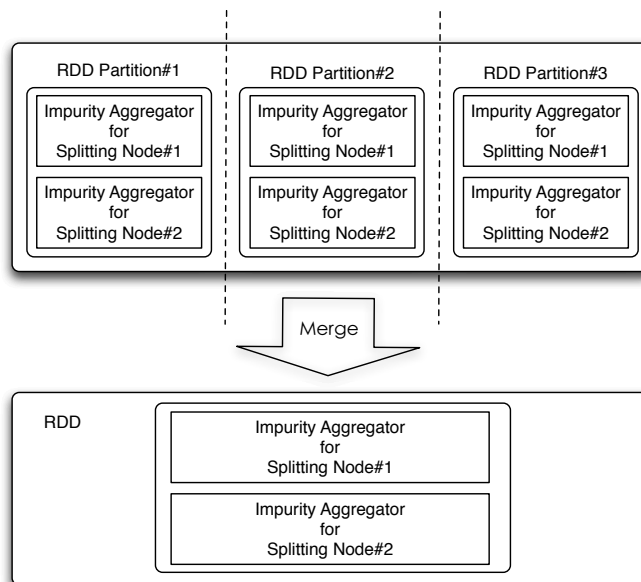 RDD Partition#1
Impurity Aggregator
for
Splitting Node#1
Impurity Aggregator
for
Splitting Node#2
RDD Partition#2
Impurity Aggregator
for
Splitting Node#1
Impurity Aggregator
for
Splitting Node#2
RDD Partition#3
Impurity Aggregator
for
Splitting Node#1
Impurity Aggregator
for
Splitting Node#2
Merge
RDD
Impurity Aggregator
for
Splitting Node#1
Impurity Aggregator
for
Splitting Node#2